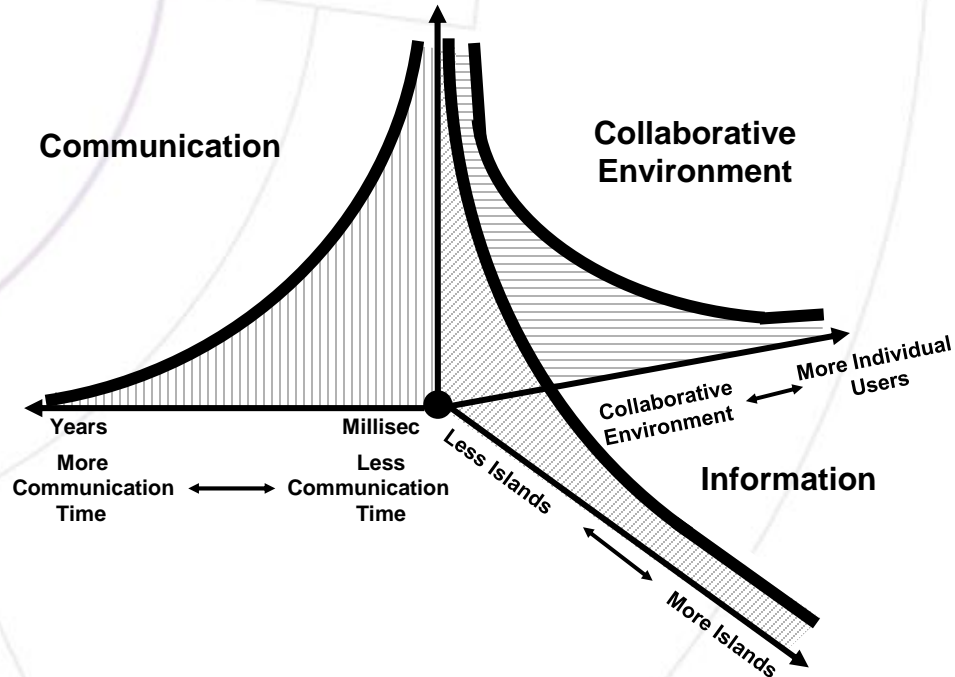 Communication
Collaborative
Environment
Years
Millisec
More
Communication
Time
Less
Communication
Time
Less Islands
More Islands
Collaborative
Environment
More Individual
Users
Information